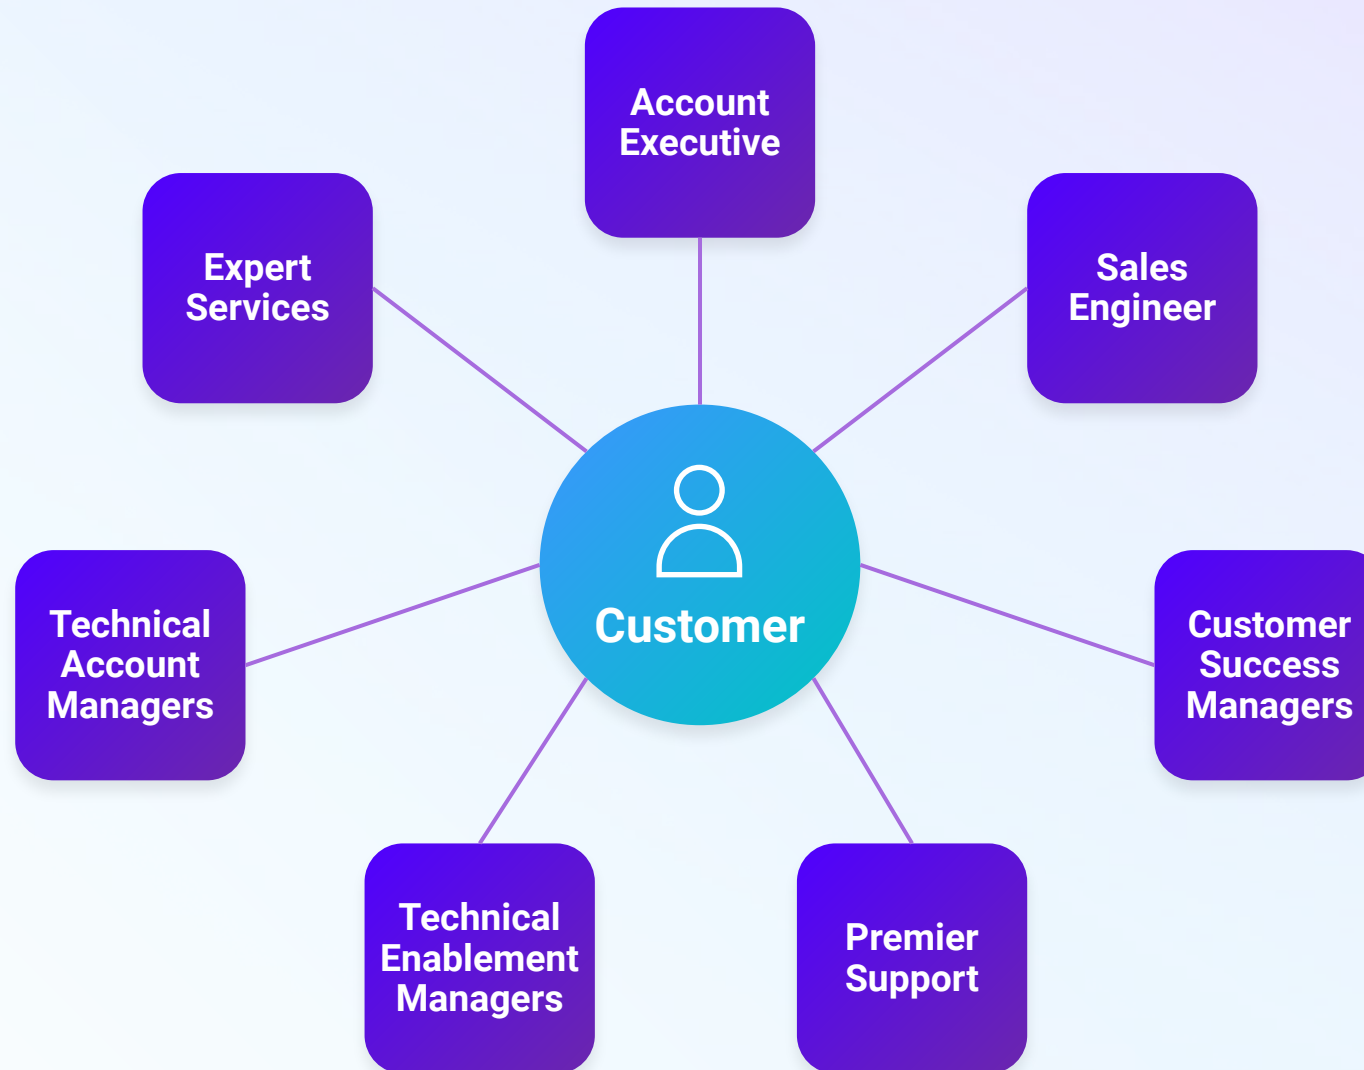 Account
Executive
Expert
Services
Sales
Engineer
Customer
Technical
Account
Managers
Customer
Success
Managers
Technical
Enablement
Managers
Premier
Support